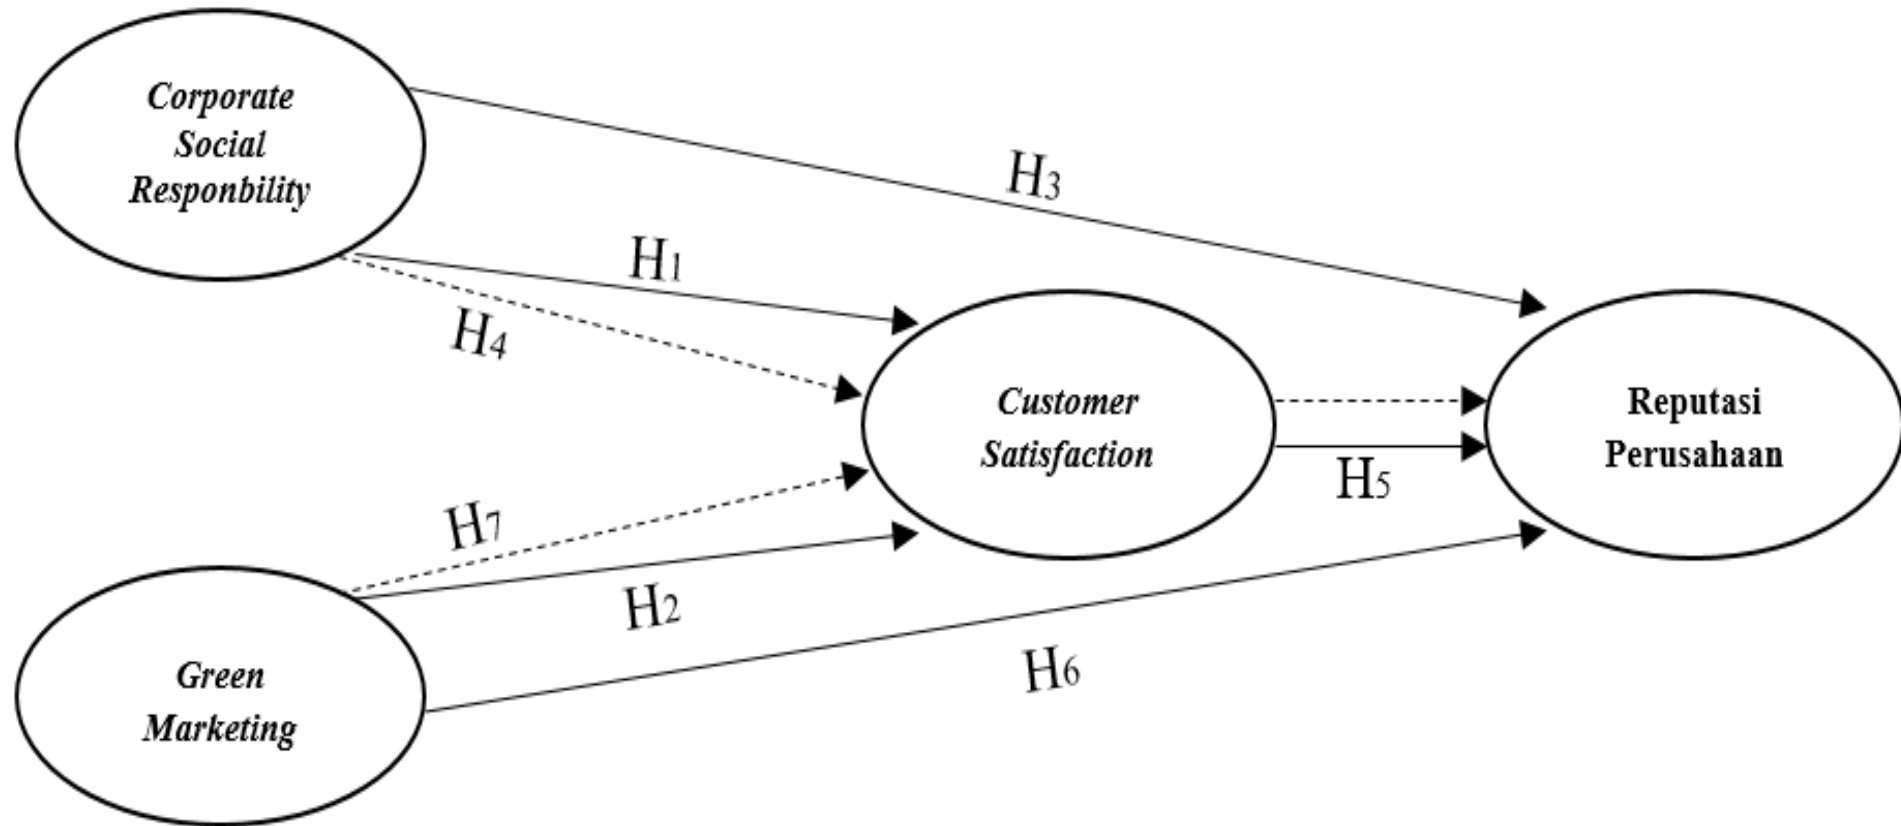 Corporate
Social
Responbility
H3
H1
H4
Customer
Satisfaction
Reputasi
Perusahaan
H5
H7
H2
H6
Green
Marketing